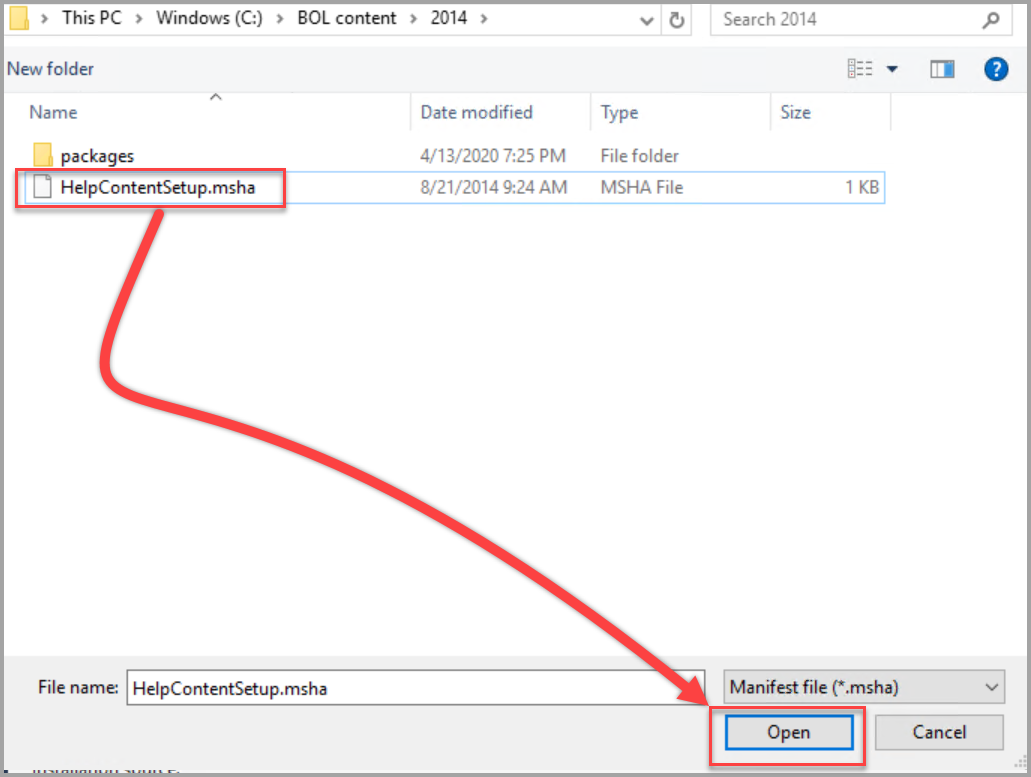 This PC > Windows (C:) > BOL content > 2014 > Search 2014
New folder ?
Name Date modified Type Size
packages 4/13/2020 7:25 PM File folder
HelpContentSetup.msha 8/21/2014 9:24 AM MSHA File 1 KB
File name: HelpContentSetup.msha Manifest file (*.msha)
Open Cancel
installation source.